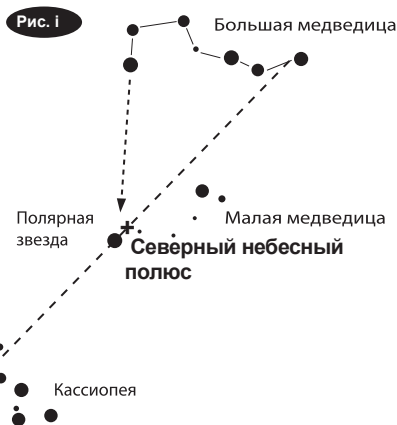 Рис. i
Большая медведица
Полярная
звезда
Малая медведица
Северный небесный
полюс
Кассиопея